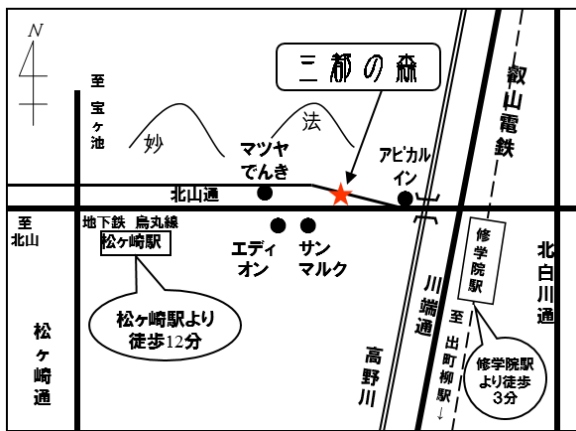 N
三都の森
至 宝ヶ池
妙
法
マツヤ
でんき
アピカル
イン
叡山電鉄
北山通
至
北山
地下鉄 烏丸線
松ヶ崎駅
エディ
オン
サン
マルク
修学院駅
北白川通
松ヶ崎駅より
徒歩12分
川端通
至 出町柳駅→
松ヶ崎通
高野川
修学院駅
より徒歩
3分